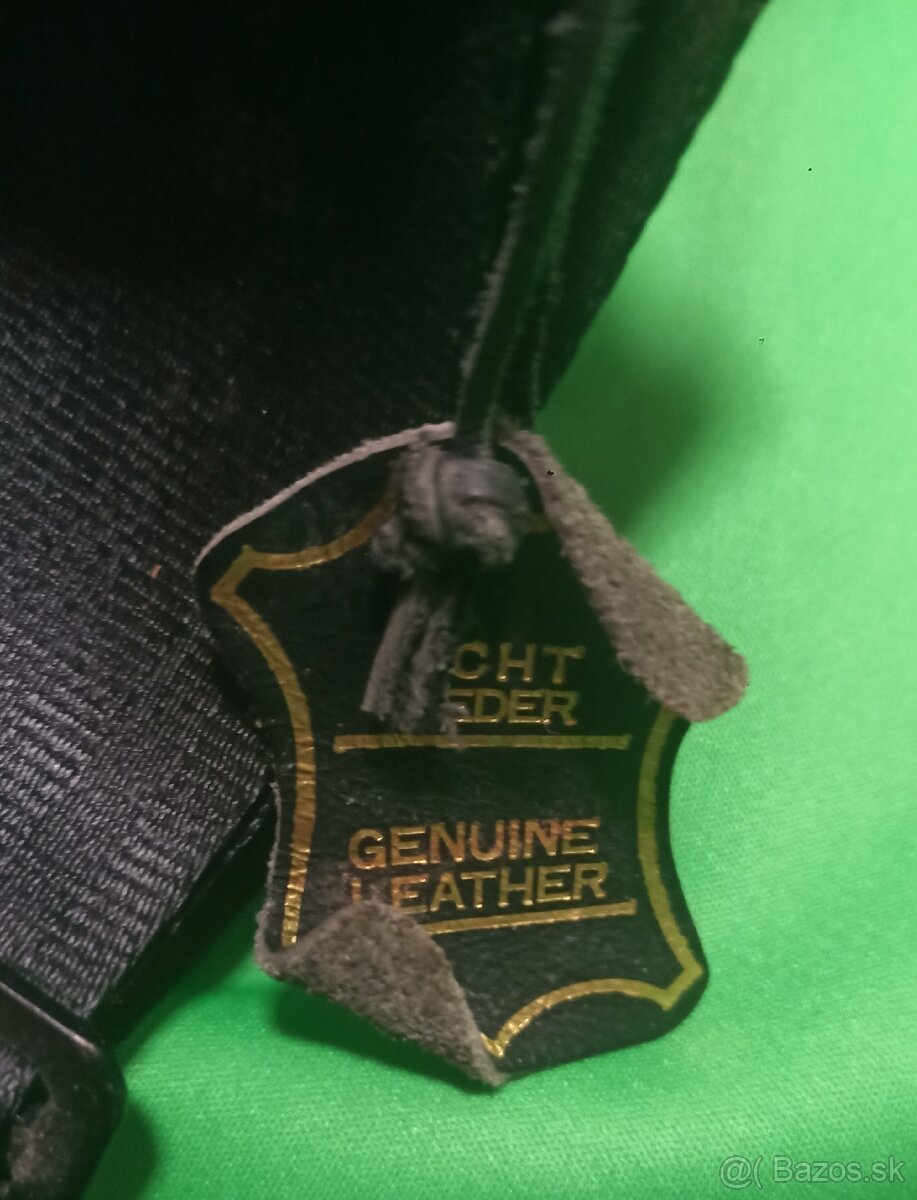 CHT
EDER
GENUINE
LEATHER
@( Bazos.sk